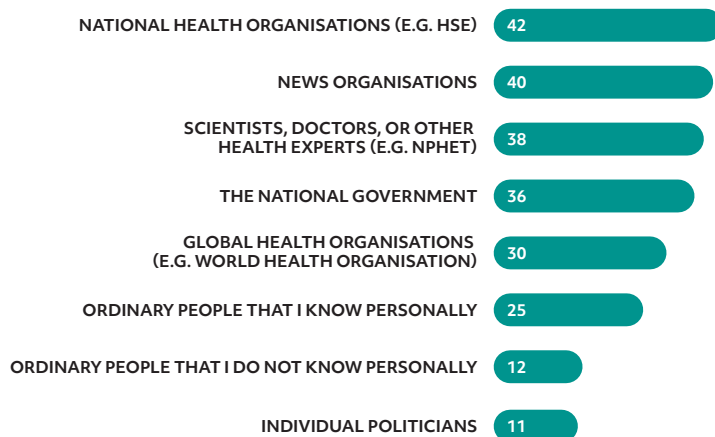 NATIONAL HEALTH ORGANISATIONS (E.G. HSE) 42
NEWS ORGANISATIONS 40
SCIENTISTS, DOCTORS, OR OTHER
HEALTH EXPERTS (E.G. NPHET) 38
THE NATIONAL GOVERNMENT 36
GLOBAL HEALTH ORGANISATIONS
(E.G. WORLD HEALTH ORGANISATION) 30
ORDINARY PEOPLE THAT I KNOW PERSONALLY 25
ORDINARY PEOPLE THAT I DO NOT KNOW PERSONALLY 12
INDIVIDUAL POLITICIANS 11